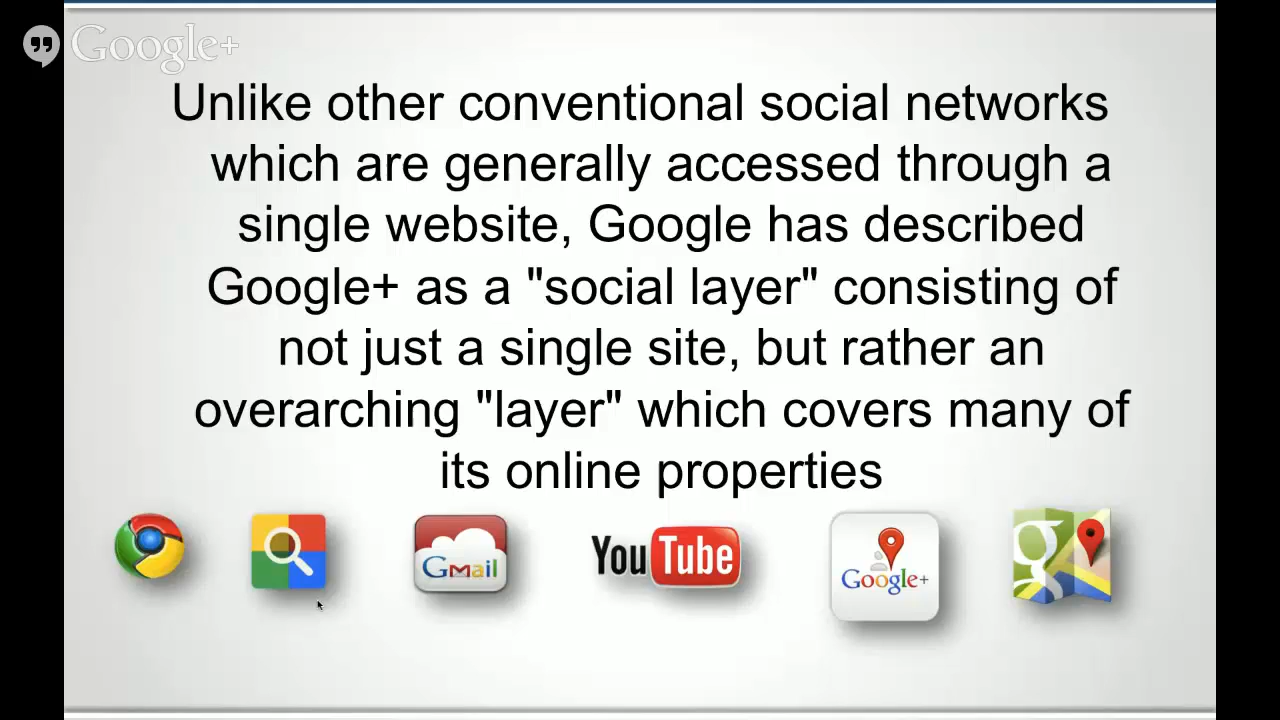 Google+
Unlike other conventional social networks
which are generally accessed through a
single website, Google has described
Google+ as a "social layer" consisting of
not just a single site, but rather an
overarching "layer" which covers many of
its online properties
Gmail
YouTube
Google+
g